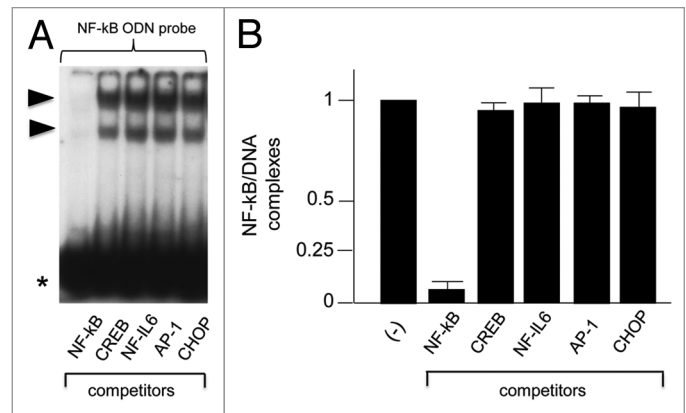 A
NF-kB ODN probe
*
NF-kB
CREB
NF-IL6
AP-1
CHOP
competitors
B
NF-kB/DNA
complexes
1
0.5
0.25
0
(-)
NF-kB
CREB
NF-IL6
AP-1
CHOP
competitors